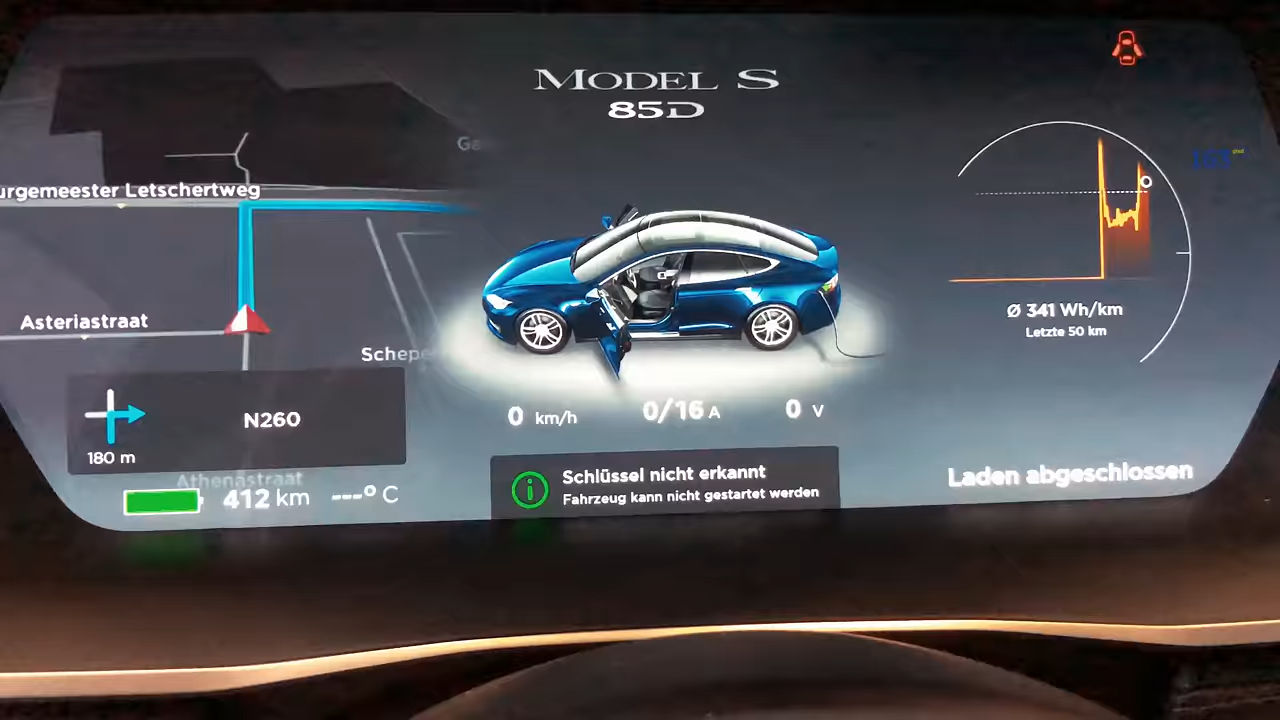 MODEL S
85D
urgemeester Letschertweg
Asteriastraat
Schepe
N260
180 m
Athenastraat
412 km
---° C
0 km/h
0/16 A
0 V
Schlüssel nicht erkannt
Fahrzeug kann nicht gestartet werden
Ø 341 Wh/km
Letzte 50 km
Laden abgeschlossen